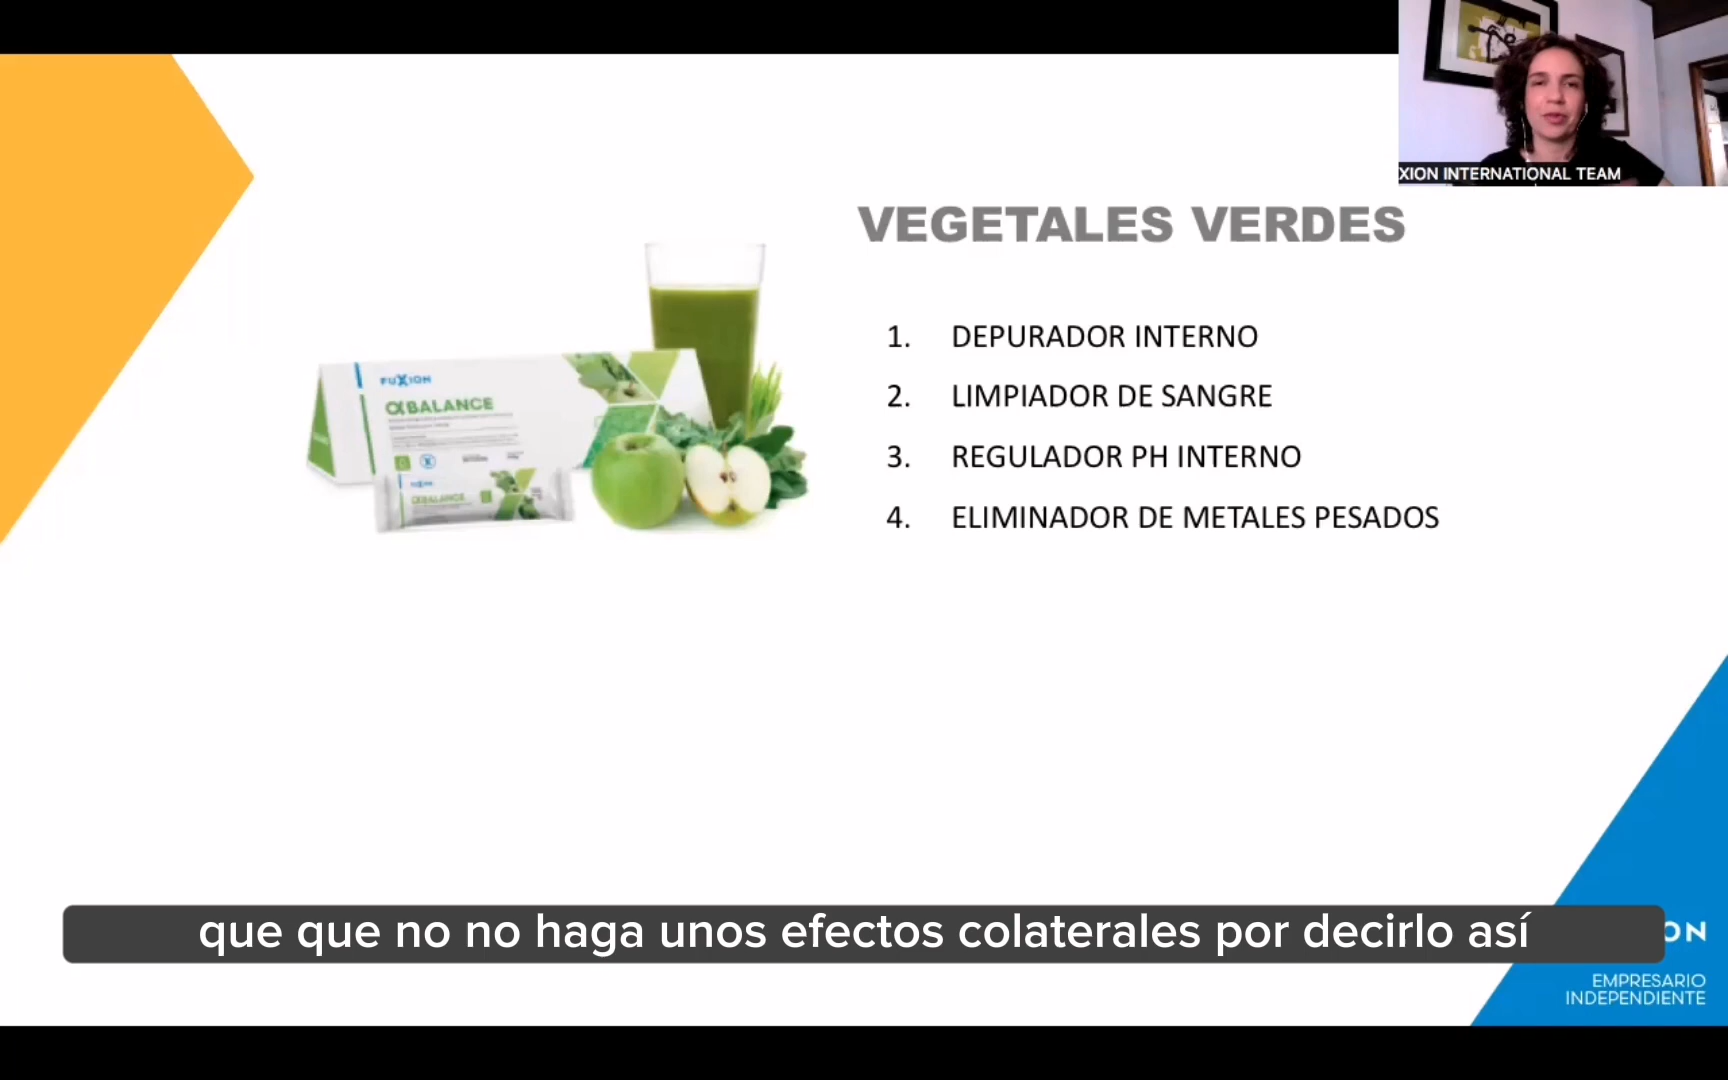 XION INTERNATIONAL TEAM
VEGETALES VERDES
1. DEPURADOR INTERNO
2. LIMPIADOR DE SANGRE
3. REGULADOR PH INTERNO
4. ELIMINADOR DE METALES PESADOS
FUXION
αBALANCE
αBALANCE
que que no no haga unos efectos colaterales por decirlo así
ON
EMPRESARIO
INDEPENDIENTE